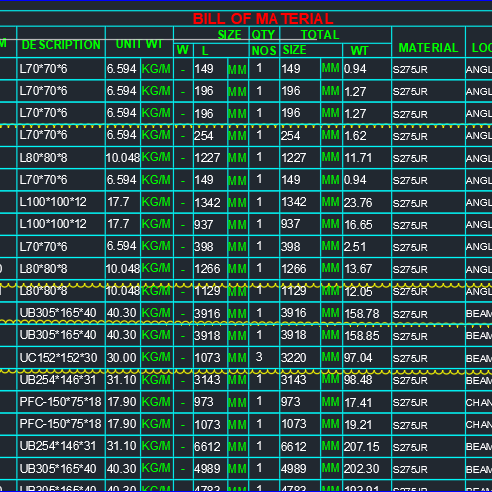 BILL OF MATERIAL
DESCRIPTION UNIT WT SIZE QTY TOTAL MATERIAL
W L NOS SIZE WT
L70*70*6 6.594 KG/M - 149 MM 1 149 MM 0.94 S275JR ANGL
L70*70*6 6.594 KG/M - 196 MM 1 196 MM 1.27 S275JR ANGL
L70*70*6 6.594 KG/M - 196 MM 1 196 MM 1.27 S275JR ANGL
L70*70*6 6.594 KG/M - 254 MM 1 254 MM 1.62 S275JR ANGL
L80*80*8 10.048 KG/M - 1227 MM 1 1227 MM 11.71 S275JR ANGL
L70*70*6 6.594 KG/M - 149 MM 1 149 MM 0.94 S275JR ANGL
L100*100*12 17.7 KG/M - 1342 MM 1 1342 MM 23.76 S275JR ANGL
L100*100*12 17.7 KG/M - 937 MM 1 937 MM 16.65 S275JR ANGL
L70*70*6 6.594 KG/M - 398 MM 1 398 MM 2.51 S275JR ANGL
L80*80*8 10.048 KG/M - 1266 MM 1 1266 MM 13.67 S275JR ANGL
L80*80*8 10.048 KG/M - 1129 MM 1 1129 MM 12.05 S275JR ANGL
UB305*165*40 40.30 KG/M - 3916 MM 1 3916 MM 158.78 S275JR BEAM
UB305*165*40 40.30 KG/M - 3918 MM 1 3918 MM 158.85 S275JR BEAM
UC152*152*30 30.00 KG/M - 1073 MM 3 3220 MM 97.04 S275JR BEAM
UB254*146*31 31.10 KG/M - 3143 MM 1 3143 MM 98.48 S275JR BEAM
PFC-150*75*18 17.90 KG/M - 973 MM 1 973 MM 17.41 S275JR CHAN
PFC-150*75*18 17.90 KG/M - 1073 MM 1 1073 MM 19.21 S275JR CHAN
UB254*146*31 31.10 KG/M - 6612 MM 1 6612 MM 207.15 S275JR BEAM
UB305*165*40 40.30 KG/M - 4989 MM 1 4989 MM 202.30 S275JR BEAM
UB305*165*40 40.30 KG/M - 4783 MM 1 4783 MM 193.91 S275JR BEAM